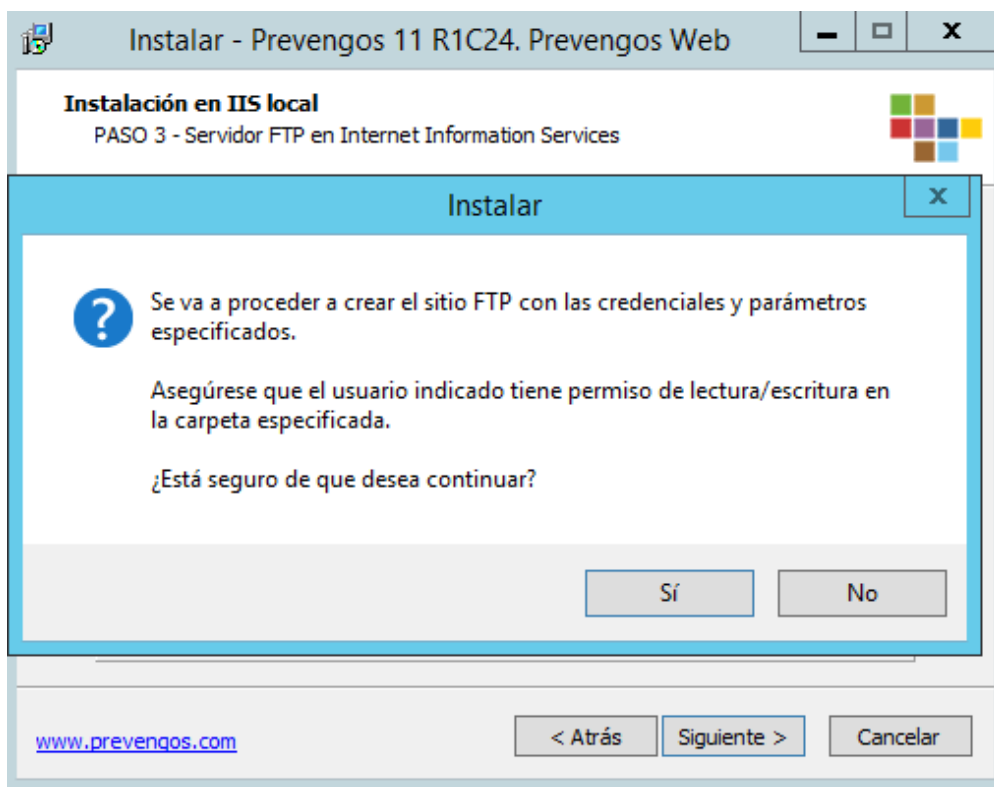 Instalar - Prevengos 11 R1C24. Prevengos Web
Instalación en IIS local
PASO 3 - Servidor FTP en Internet Information Services
Instalar
Se va a proceder a crear el sitio FTP con las credenciales y parámetros
especificados.
Asegúrese que el usuario indicado tiene permiso de lectura/escritura en
la carpeta especificada.
¿Está seguro de que desea continuar?
Sí
No
www.prevengos.com
< Atrás
Siguiente >
Cancelar